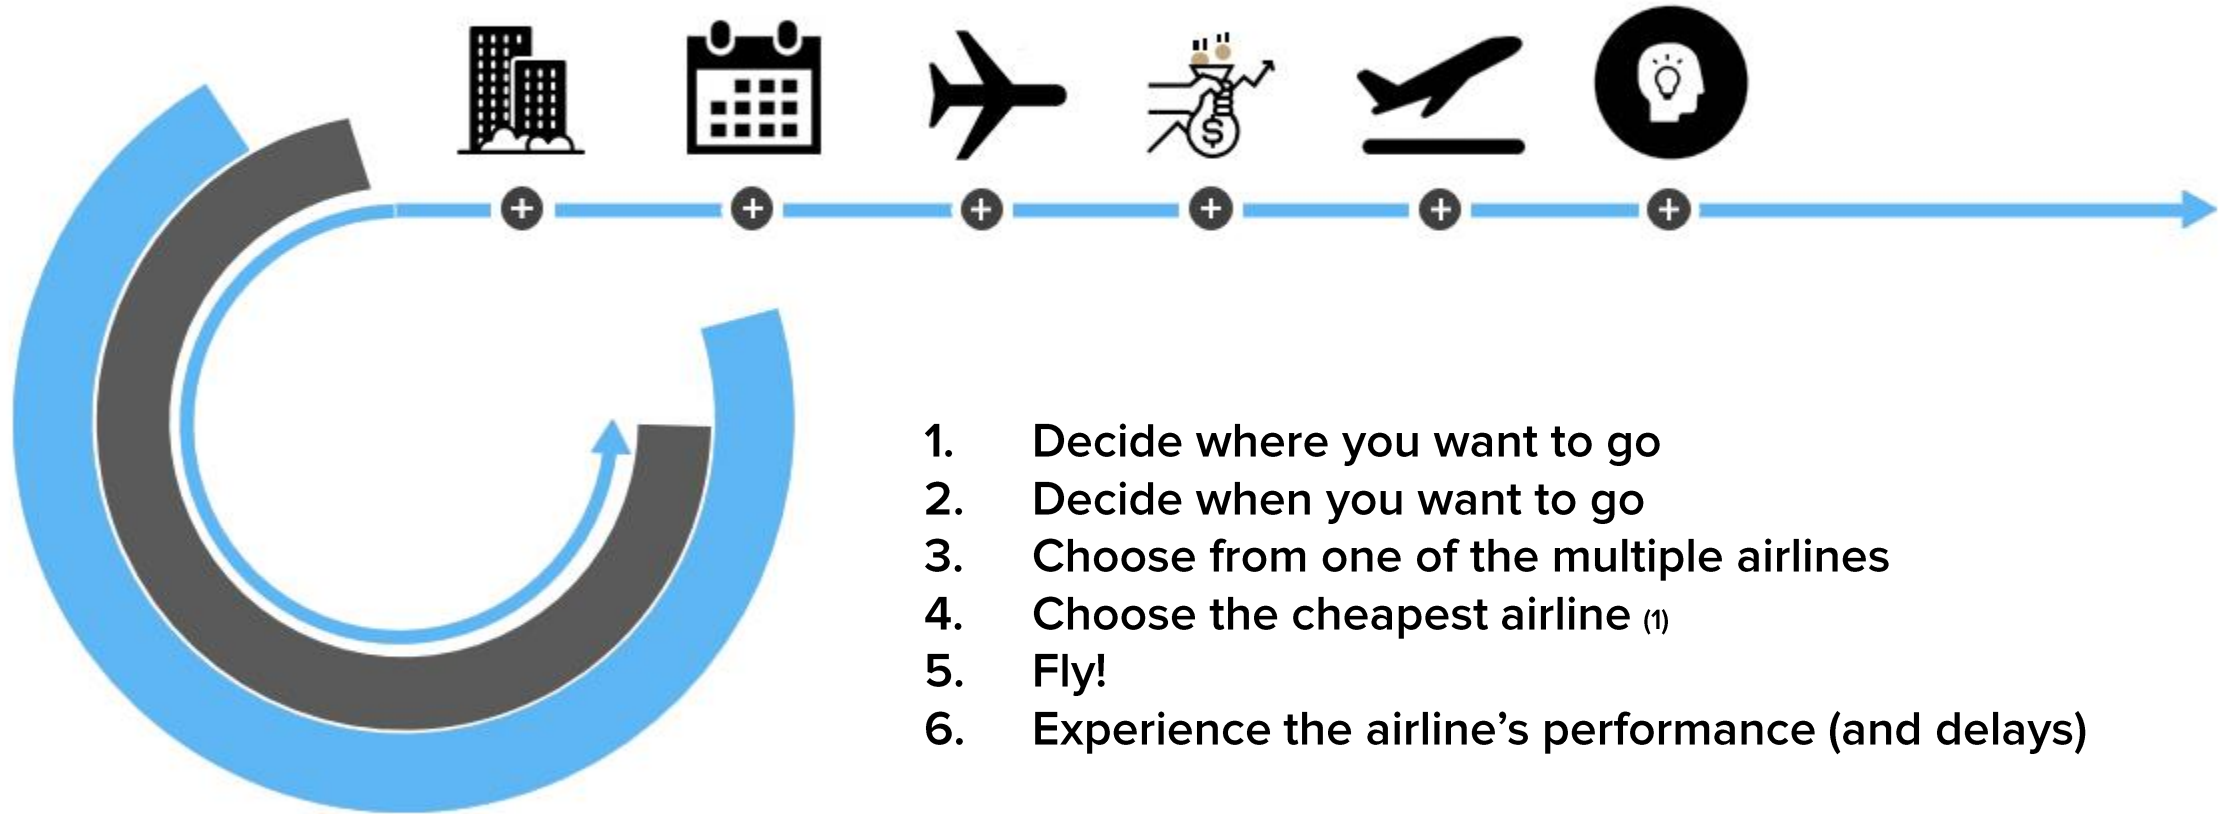 $
1. Decide where you want to go
2. Decide when you want to go
3. Choose from one of the multiple airlines
4. Choose the cheapest airline (1)
5. Fly!
6. Experience the airline’s performance (and delays)